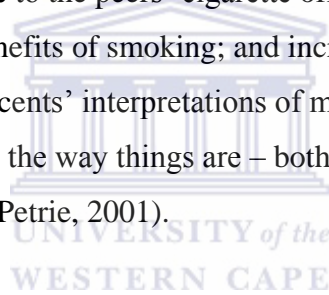 to the peers’ cigarette of
nefits of smoking; and inc
cents’ interpretations of m
the way things are – both
Petrie, 2001).
UNIVERSITY of the
WESTERN CAPE